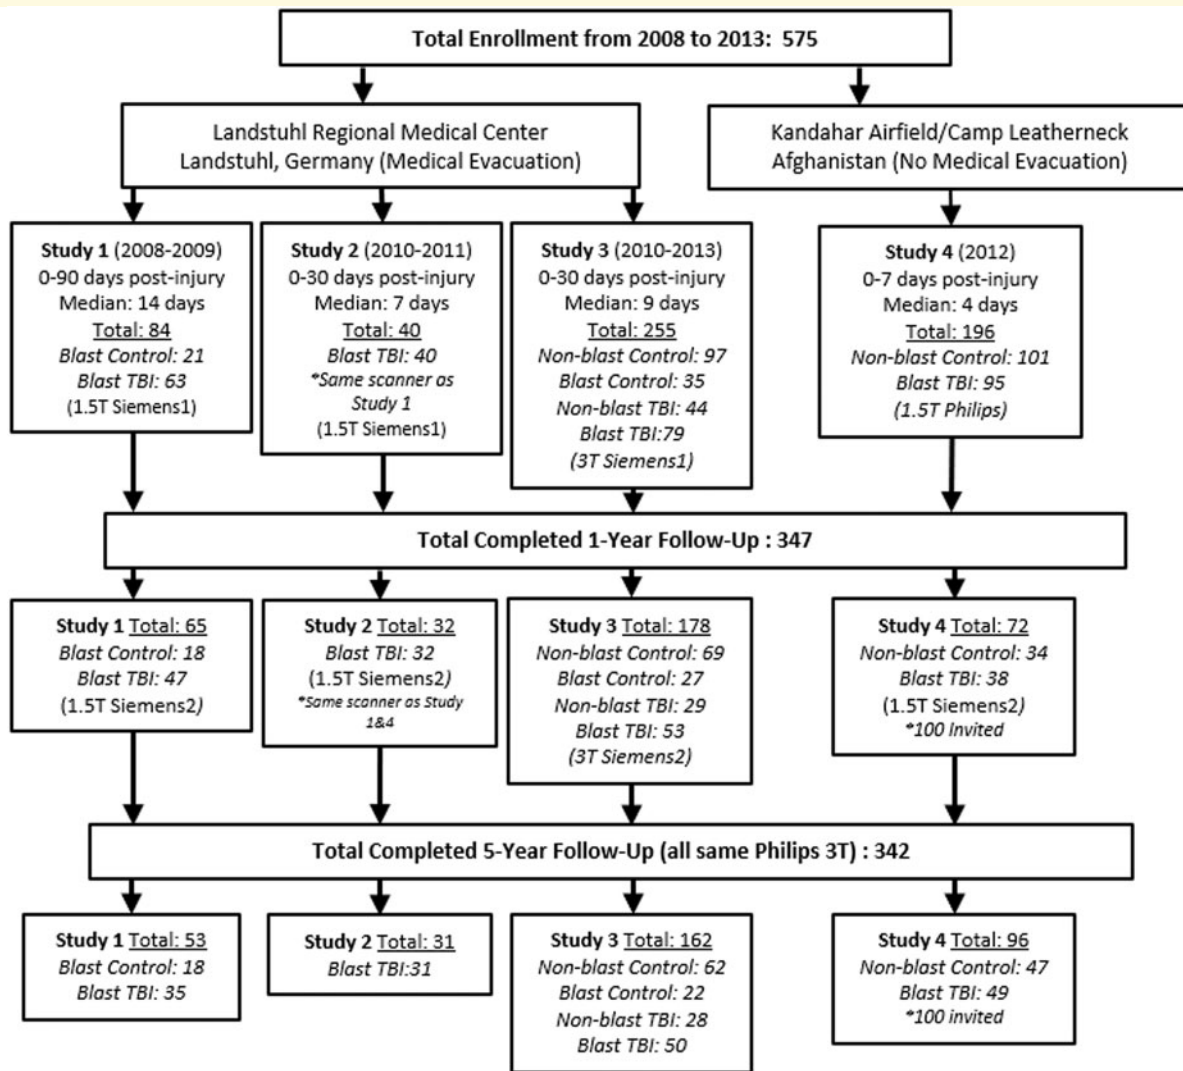 Total Enrollment from 2008 to 2013: 575
Landstuhl Regional Medical Center
Landstuhl, Germany (Medical Evacuation)
Kandahar Airfield/Camp Leatherneck
Afghanistan (No Medical Evacuation)
Study 1 (2008-2009)
0-90 days post-injury
Median: 14 days
Total: 84
Blast Control: 21
Blast TBI: 63
(1.5T Siemens1)
Study 2 (2010-2011)
0-30 days post-injury
Median: 7 days
Total: 40
Blast TBI: 40
*Same scanner as
Study 1
(1.5T Siemens1)
Study 3 (2010-2013)
0-30 days post-injury
Median: 9 days
Total: 255
Non-blast Control: 97
Blast Control: 35
Non-blast TBI: 44
Blast TBI:79
(3T Siemens1)
Study 4 (2012)
0-7 days post-injury
Median: 4 days
Total: 196
Non-blast Control: 101
Blast TBI: 95
(1.5T Philips)
Total Completed 1-Year Follow-Up : 347
Study 1 Total: 65
Blast Control: 18
Blast TBI: 47
(1.5T Siemens2)
Study 2 Total: 32
Blast TBI: 32
(1.5T Siemens2)
*Same scanner as Study
1&4
Study 3 Total: 178
Non-blast Control: 69
Blast Control: 27
Non-blast TBI: 29
Blast TBI: 53
(3T Siemens2)
Study 4 Total: 72
Non-blast Control: 34
Blast TBI: 38
(1.5T Siemens2)
*100 Invited
Total Completed 5-Year Follow-Up (all same Philips 3T) : 342
Study 1 Total: 53
Blast Control: 18
Blast TBI: 35
Study 2 Total: 31
Blast TBI:31
Study 3 Total: 162
Non-blast Control: 62
Blast Control: 22
Non-blast TBI: 28
Blast TBI: 50
Study 4 Total: 96
Non-blast Control: 47
Blast TBI: 49
*100 invited